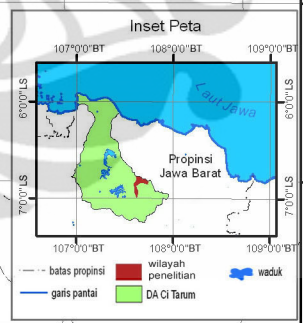 Inset Peta
107°0'0"BT 108°0'0"BT 109°0'0"BT
6°0'0"LS 6°0'0"LS
Laut Jawa
Propinsi
Jawa Barat
7°0'0"LS 7°0'0"LS
107°0'0"BT 108°0'0"BT 109°0'0"BT
batas propinsi wilayah penelitian waduk
garis pantai DA Ci Tarum